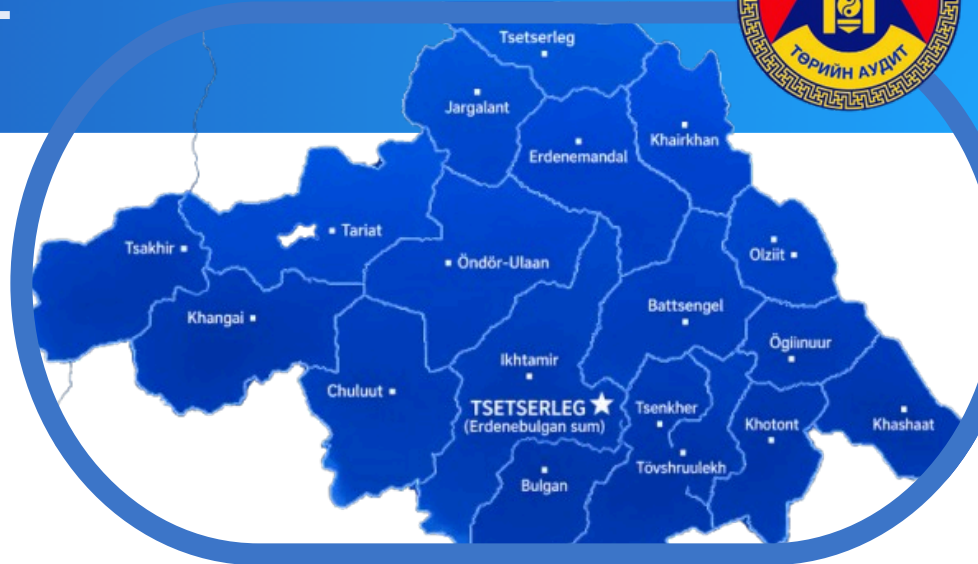 ТӨРИЙН АУДИТ
Tsetserleg
Jargalant
Khairkhan
Erdenemandal
Tariat
Tsakhir
Olziit
Öndör-Ulaan
Battsengel
Khangai
Ögiinuur
Ikhtamir
Chuluut
TSETSERLEG
(Erdenebulgan sum)
Tsenkher
Khotont
Khashaat
Tövshruulekh
Bulgan